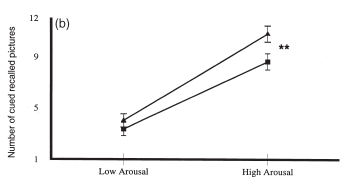 12
(b)
9
**
5
1
Number of cued recalled pictures
Low Arousal
High Arousal